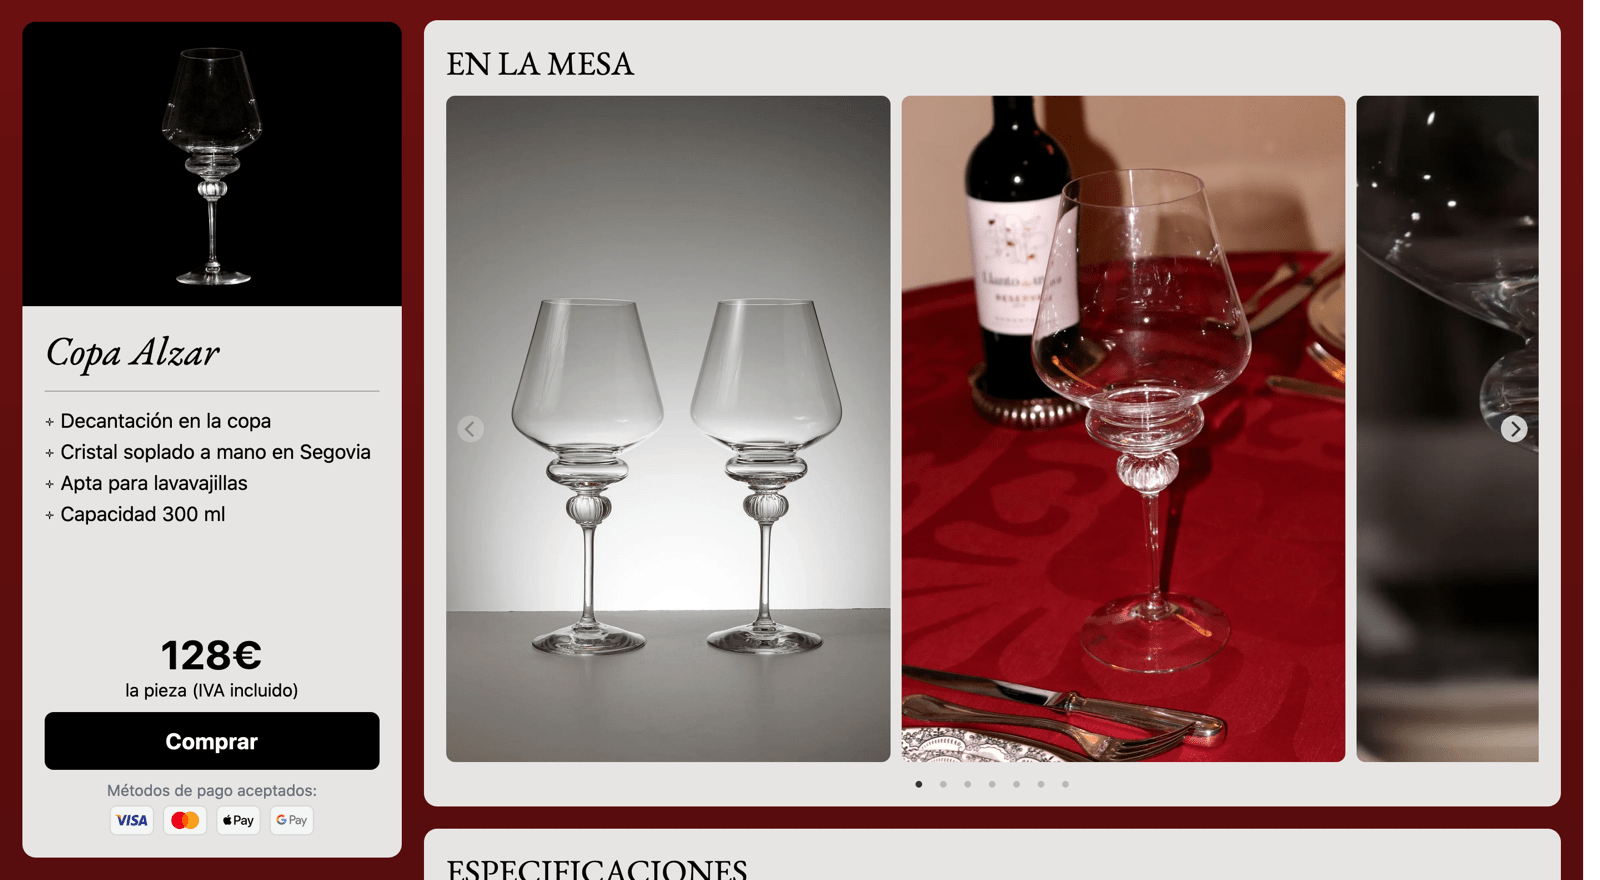 Copa Alzar
Decantación en la copa
Cristal soplado a mano en Segovia
Apta para lavavajillas
Capacidad 300 ml
128€
la pieza (IVA incluido)
Comprar
Métodos de pago aceptados:
VISA
Pay
G Pay
EN LA MESA
ESPECIFICACIONES